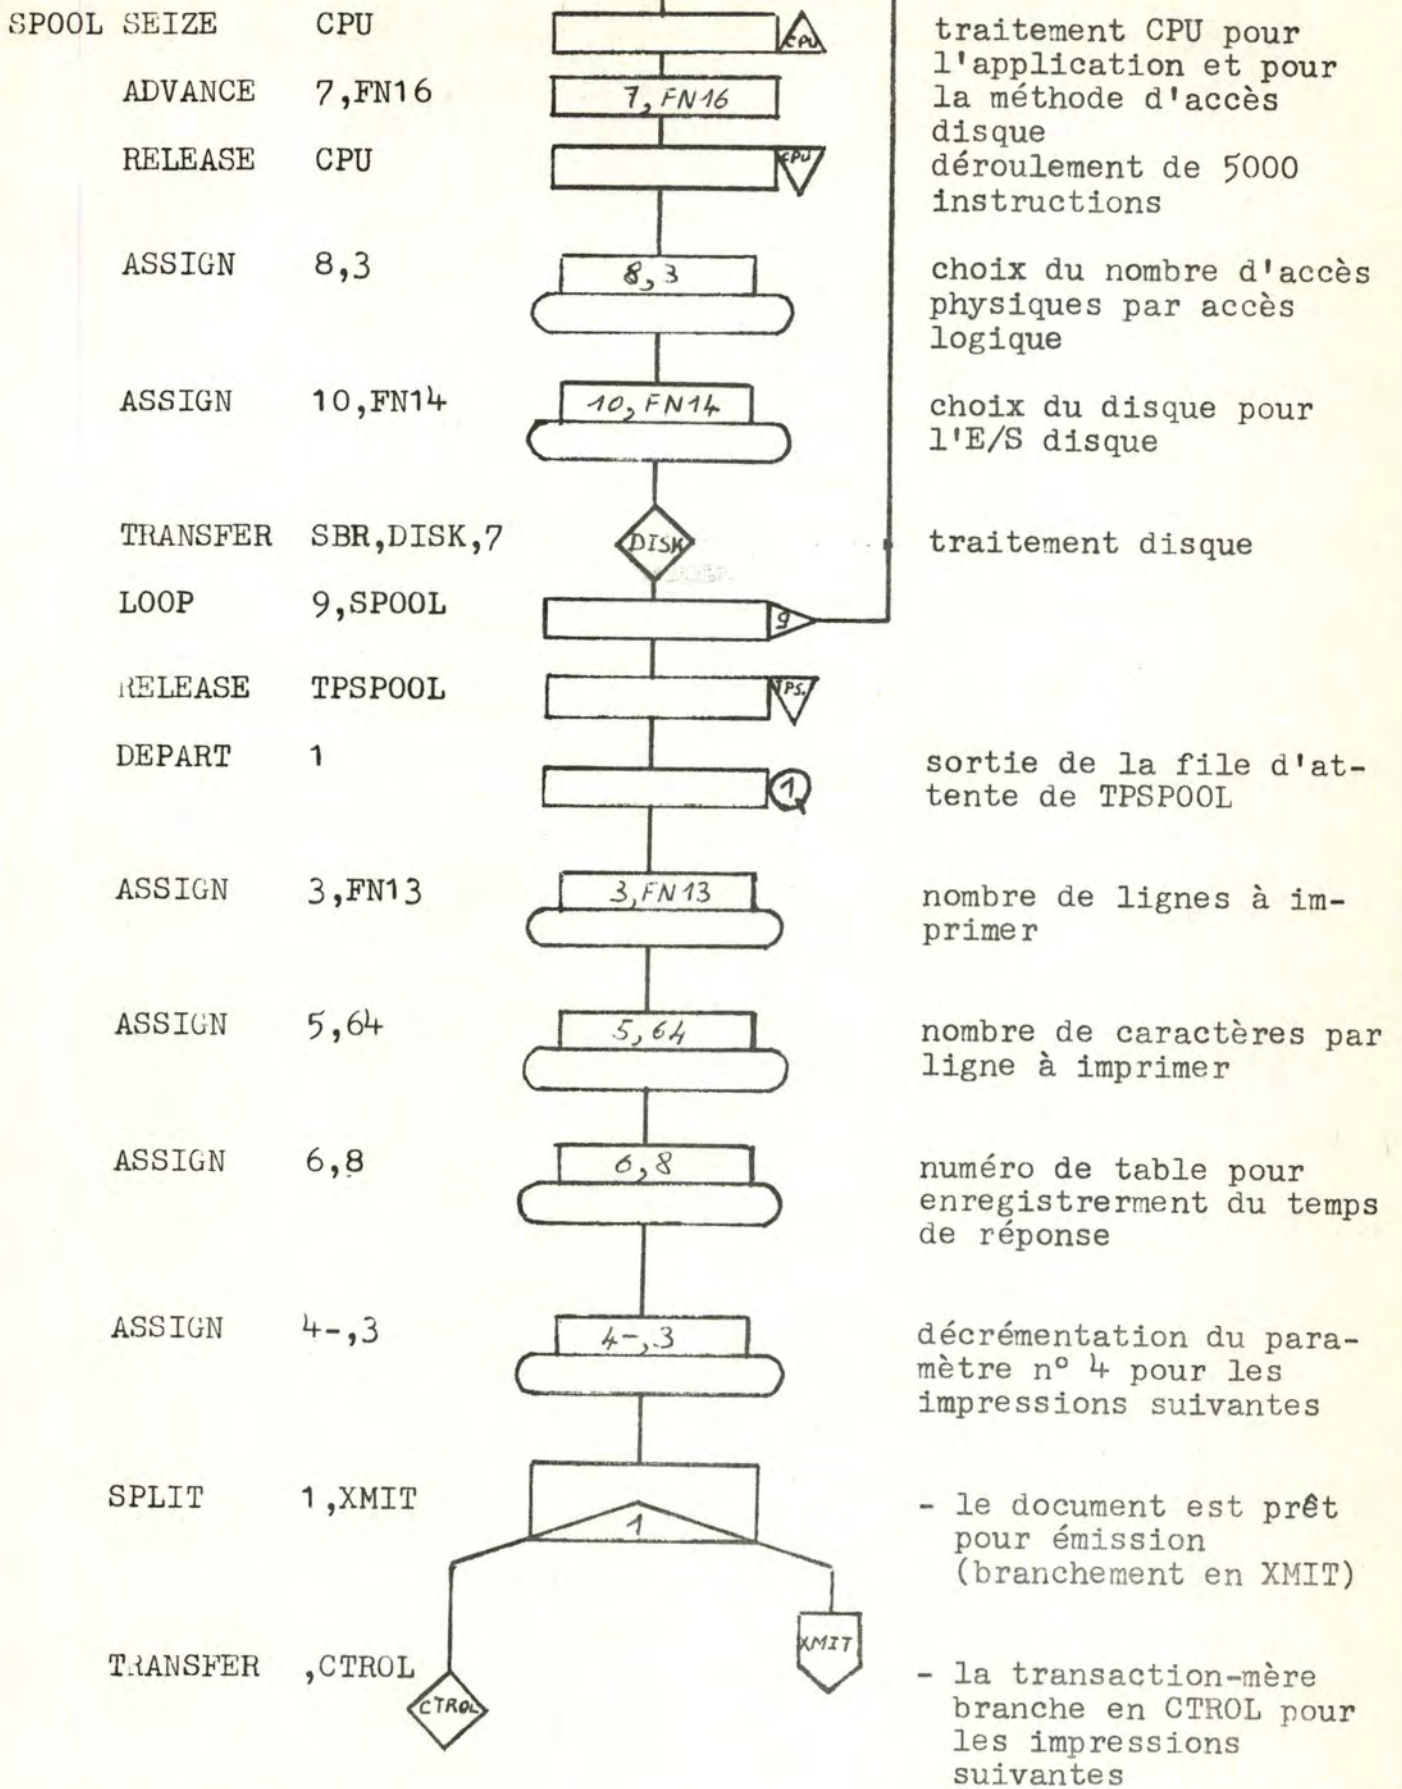 SPOOL SEIZE CPU
CPU
traitement CPU pour
l'application et pour
la méthode d'accès
disque
ADVANCE 7,FN16
7,FN16
RELEASE CPU
CPU
déroulement de 5000
instructions
ASSIGN 8,3
8,3
choix du nombre d'accès
physiques par accès
logique
ASSIGN 10,FN14
10,FN14
choix du disque pour
l'E/S disque
TRANSFER SBR,DISK,7
DISK
traitement disque
LOOP 9,SPOOL
9
RELEASE TPSPOOL
TPS.
DEPART 1
1
sortie de la file d'at-
tente de TPSPOOL
ASSIGN 3,FN13
3,FN13
nombre de lignes à im-
primer
ASSIGN 5,64
5,64
nombre de caractères par
ligne à imprimer
ASSIGN 6,8
6,8
numéro de table pour
enregistrerment du temps
de réponse
ASSIGN 4-,3
4-,3
décrémentation du para-
mètre n° 4 pour les
impressions suivantes
SPLIT 1,XMIT
1
- le document est prêt
pour émission
(branchement en XMIT)
XMIT
TRANSFER ,CTROL
CTROL
- la transaction-mère
branche en CTROL pour
les impressions
suivantes